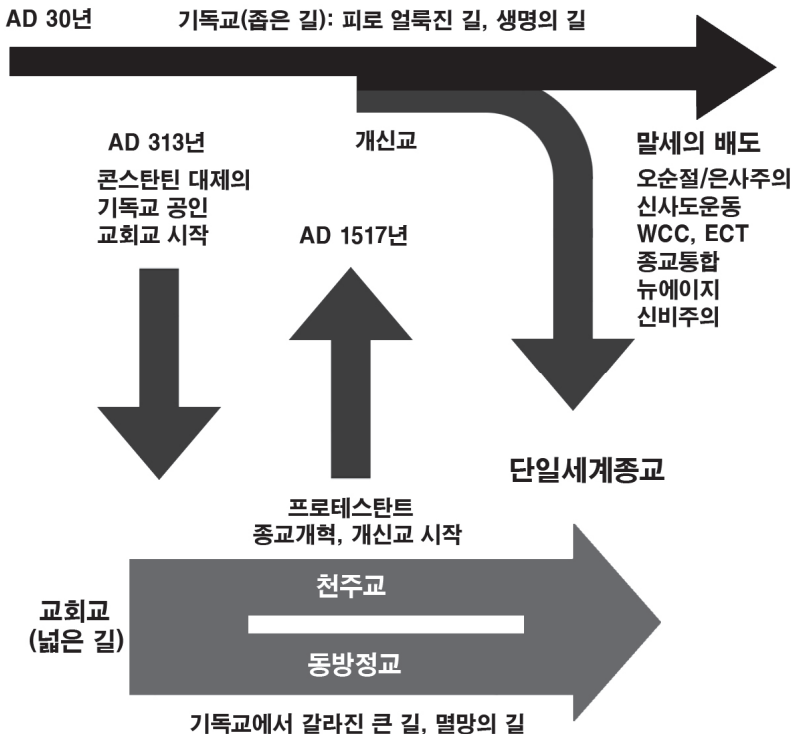 AD 30년
기독교(좁은 길): 피로 얼룩진 길, 생명의 길
AD 313년
콘스탄틴 대제의
기독교 공인
교회교 시작
개신교
AD 1517년
말세의 배도
오순절/은사주의
신사도운동
WCC, ECT
종교통합
뉴에이지
신비주의
단일세계종교
프로테스탄트
종교개혁, 개신교 시작
교회교
(넓은 길)
천주교
동방정교
기독교에서 갈라진 큰 길, 멸망의 길